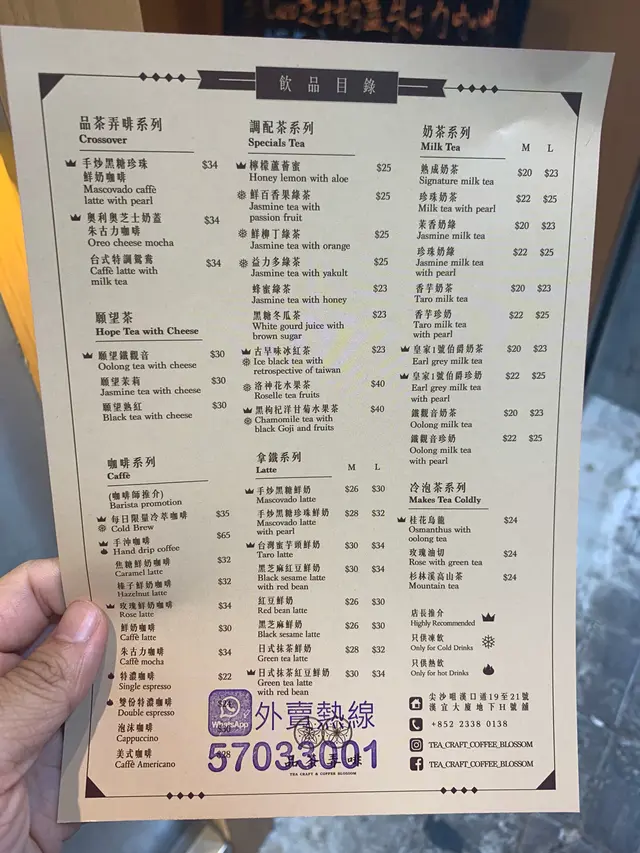 飲品目錄
品茶弄啡系列
Crossover
手炒黑糖珍珠
鮮奶咖啡
$34
Mascovado caffè
latte with pearl
奧利奧芝士奶蓋
朱古力咖啡
$34
Oreo cheese mocha
台式特調鴛鴦
$34
Caffè latte with
milk tea
願望茶
Hope Tea with Cheese
願望鐵觀音
$30
Oolong tea with cheese
願望茉莉
$30
Jasmine tea with cheese
願望熟紅
$30
Black tea with cheese
咖啡系列
Caffè
(咖啡師推介)
Barista promotion
每日限量冷萃咖啡
$35
Cold Brew
手沖咖啡
$65
Hand drip coffee
焦糖鮮奶咖啡
$32
Caramel latte
榛子鮮奶咖啡
$32
Hazelnut latte
玫瑰鮮奶咖啡
$34
Rose latte
鮮奶咖啡
$30
Caffè latte
朱古力咖啡
$34
Caffè mocha
特濃咖啡
$22
Single espresso
雙份特濃咖啡
$24
Double espresso
泡沫咖啡
Cappuccino
美式咖啡
$28
Caffè Americano
調配茶系列
Specials Tea
檸檬蘆薈蜜
$25
Honey lemon with aloe
鮮百香果綠茶
$25
Jasmine tea with
passion fruit
鮮柳丁綠茶
$25
Jasmine tea with orange
益力多綠茶
$25
Jasmine tea with yakult
蜂蜜綠茶
$23
Jasmine tea with honey
黑糖冬瓜茶
$23
White gourd juice with
brown sugar
古早味冰紅茶
$23
Ice black tea with
retrospective of taiwan
洛神花水果茶
$40
Roselle tea fruits
黑枸杞洋甘菊水果茶
$40
Chamomile tea with
black Goji and fruits
拿鐵系列
Latte M L
手炒黑糖鮮奶 $26 $30
Mascovado latte
手炒黑糖珍珠鮮奶 $28 $32
Mascovado latte
with pearl
台灣蜜芋頭鮮奶 $30 $34
Taro latte
黑芝麻紅豆鮮奶 $30 $34
Black sesame latte
with red bean
紅豆鮮奶 $26 $30
Red bean latte
黑芝麻鮮奶 $26 $30
Black sesame latte
日式抹茶鮮奶 $28 $32
Green tea latte
日式抹茶紅豆鮮奶 $30 $34
Green tea latte
with red bean
WhatsApp
外賣熱線
57033001
TEA CRAFT & COFFEE BLOSSOM
奶茶系列
Milk Tea M L
熟成奶茶 $20 $23
Signature milk tea
珍珠奶茶 $22 $25
Milk tea with pearl
茉香奶綠 $20 $23
Jasmine milk tea
珍珠奶綠 $22 $25
Jasmine milk tea
with pearl
香芋奶茶 $20 $23
Taro milk tea
香芋珍奶 $22 $25
Taro milk tea
with pearl
皇家1號伯爵奶茶 $20 $23
Earl grey milk tea
皇家1號伯爵珍奶 $22 $25
Earl grey milk tea
with pearl
鐵觀音奶茶 $20 $23
Oolong milk tea
鐵觀音珍奶 $22 $25
Oolong milk tea
with pearl
冷泡茶系列
Makes Tea Coldly
桂花烏龍 $24
Osmanthus with
oolong tea
玫瑰油切 $24
Rose with green tea
杉林溪高山茶 $24
Mountain tea
店長推介
Highly Recommended
只供凍飲
Only for Cold Drinks
只供熱飲
Only for hot Drinks
尖沙咀漢口道19至21號
漢宜大廈地下H號舖
+852 2338 0138
TEA_CRAFT_COFFEE_BLOSSOM
TEA_CRAFT_COFFEE_BLOSSOM